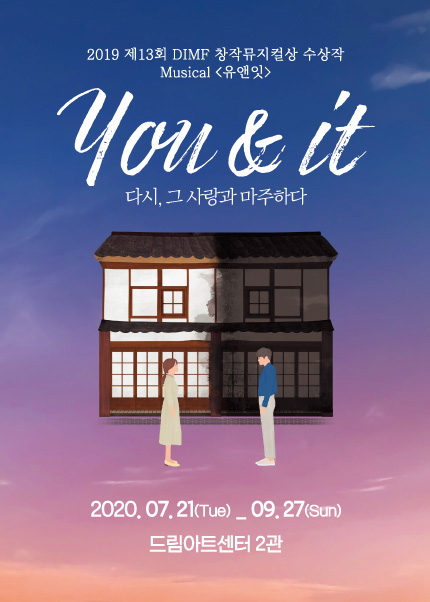 2019 제13회 DIMF 창작뮤지컬상 수상작
Musical <유앤잇>
You & it
다시, 그 사랑과 마주하다
2020. 07. 21(Tue) _ 09. 27(Sun)
드림아트센터 2관